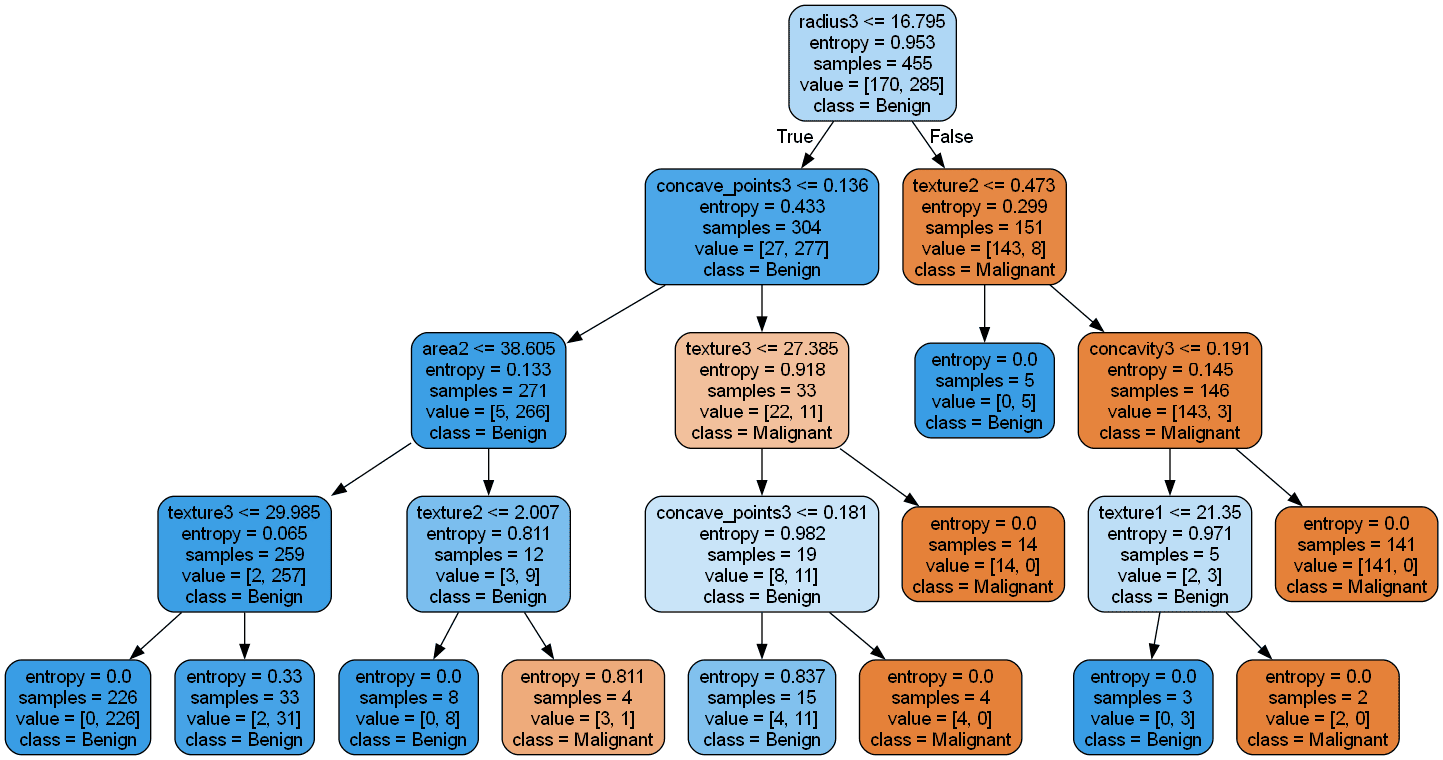 radius3 <= 16.795
entropy = 0.953
samples = 455
value = [170, 285]
class = Benign
True
False
concave_points3 <= 0.136
entropy = 0.433
samples = 304
value = [27, 277]
class = Benign
texture2 <= 0.473
entropy = 0.299
samples = 151
value = [143, 8]
class = Malignant
area2 <= 38.605
entropy = 0.133
samples = 271
value = [5, 266]
class = Benign
texture3 <= 27.385
entropy = 0.918
samples = 33
value = [22, 11]
class = Malignant
entropy = 0.0
samples = 5
value = [0, 5]
class = Benign
concavity3 <= 0.191
entropy = 0.145
samples = 146
value = [143, 3]
class = Malignant
texture3 <= 29.985
entropy = 0.065
samples = 259
value = [2, 257]
class = Benign
texture2 <= 2.007
entropy = 0.811
samples = 12
value = [3, 9]
class = Benign
concave_points3 <= 0.181
entropy = 0.982
samples = 19
value = [8, 11]
class = Benign
entropy = 0.0
samples = 14
value = [14, 0]
class = Malignant
texture1 <= 21.35
entropy = 0.971
samples = 5
value = [2, 3]
class = Benign
entropy = 0.0
samples = 141
value = [141, 0]
class = Malignant
entropy = 0.0
samples = 226
value = [0, 226]
class = Benign
entropy = 0.33
samples = 33
value = [2, 31]
class = Benign
entropy = 0.0
samples = 8
value = [0, 8]
class = Benign
entropy = 0.811
samples = 4
value = [3, 1]
class = Malignant
entropy = 0.837
samples = 15
value = [4, 11]
class = Benign
entropy = 0.0
samples = 4
value = [4, 0]
class = Malignant
entropy = 0.0
samples = 3
value = [0, 3]
class = Benign
entropy = 0.0
samples = 2
value = [2, 0]
class = Malignant